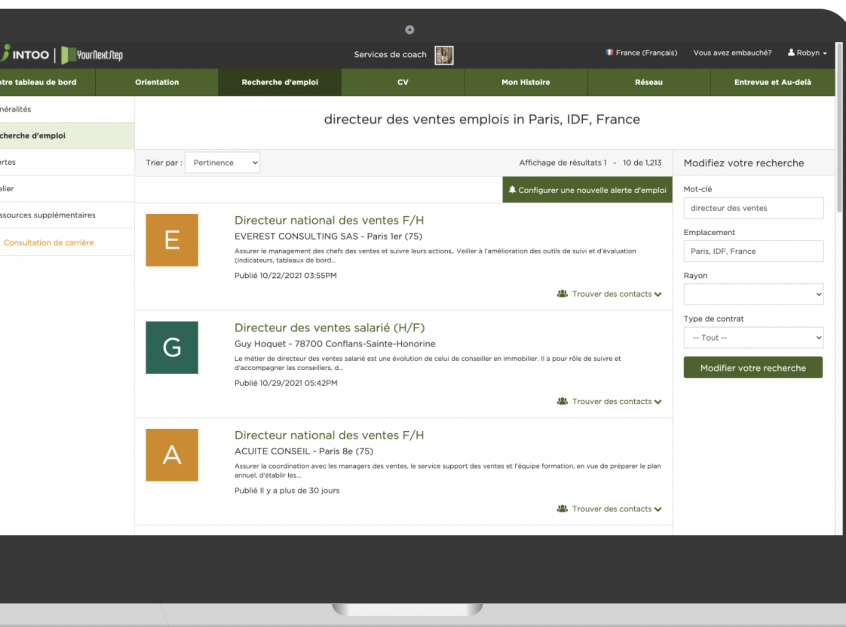 INTOO | YourNextStep
Services de coach
France (Français)
Vous avez embauché?
Robyn
otre tableau de bord
Orientation
Recherche d'emploi
CV
Mon Histoire
Réseau
Entrevue et Au-delà
néralités
cherche d'emploi
ertes
elier
ssources supplémentaires
Consultation de carrière
directeur des ventes emplois in Paris, IDF, France
Trier par : Pertinence
Affichage de résultats 1 - 10 de 1,213
Configurer une nouvelle alerte d'emploi
E
Directeur national des ventes F/H
EVEREST CONSULTING SAS - Paris 1er (75)
Assurer le management des chefs des ventes et suivre leurs actions,. Veiller à l'amélioration des outils de suivi et d'évaluation
(indicateurs, tableaux de bord...
Publié 10/22/2021 03:55PM
Trouver des contacts
G
Directeur des ventes salarié (H/F)
Guy Hoquet - 78700 Conflans-Sainte-Honorine
Le métier de directeur des ventes salarié est une évolution de celui de conseiller en immobilier. Il a pour rôle de suivre et
d'accompagner les conseillers, d...
Publié 10/29/2021 05:42PM
Trouver des contacts
A
Directeur national des ventes F/H
ACUITE CONSEIL - Paris 8e (75)
Assurer la coordination avec les managers des ventes, le service support des ventes et l'équipe formation, en vue de préparer le plan
annuel, d'établir les...
Publié Il y a plus de 30 jours
Trouver des contacts
Modifiez votre recherche
Mot-clé
directeur des ventes
Emplacement
Paris, IDF, France
Rayon
Type de contrat
-- Tout --
Modifier votre recherche